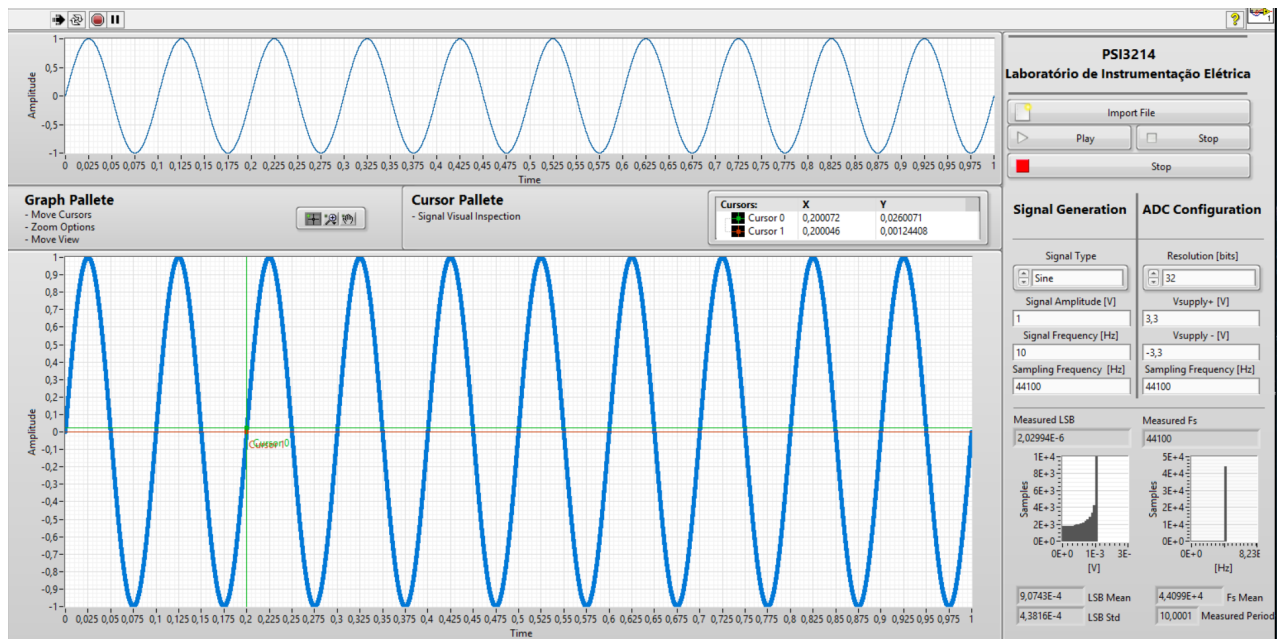 1
PSI3214
Laboratório de Instrumentação Elétrica
Import File
Play
Stop
Stop
Amplitude
1
0,5
0
-0,5
-1
0 0,025 0,05 0,075 0,1 0,125 0,15 0,175 0,2 0,225 0,25 0,275 0,3 0,325 0,35 0,375 0,4 0,425 0,45 0,475 0,5 0,525 0,55 0,575 0,6 0,625 0,65 0,675 0,7 0,725 0,75 0,775 0,8 0,825 0,85 0,875 0,9 0,925 0,95 0,975 1
Time
Graph Pallete
- Move Cursors
- Zoom Options
- Move View
Cursor Pallete
- Signal Visual Inspection
Cursors: X Y
Cursor 0 0,200072 0,0260071
Cursor 1 0,200046 0,00124408
Amplitude
1
0,9
0,8
0,7
0,6
0,5
0,4
0,3
0,2
0,1
0
-0,1
-0,2
-0,3
-0,4
-0,5
-0,6
-0,7
-0,8
-0,9
-1
0 0,025 0,05 0,075 0,1 0,125 0,15 0,175 0,2 0,225 0,25 0,275 0,3 0,325 0,35 0,375 0,4 0,425 0,45 0,475 0,5 0,525 0,55 0,575 0,6 0,625 0,65 0,675 0,7 0,725 0,75 0,775 0,8 0,825 0,85 0,875 0,9 0,925 0,95 0,975 1
Time
Signal Generation
Signal Type
Sine
Signal Amplitude [V]
1
Signal Frequency [Hz]
10
Sampling Frequency [Hz]
44100
ADC Configuration
Resolution [bits]
32
Vsupply+ [V]
3,3
Vsupply - [V]
-3,3
Sampling Frequency [Hz]
44100
Measured LSB
2,02994E-6
Samples
1E+4
8E+3
6E+3
4E+3
2E+3
0E+0
0E+0 1E-3 3E-
[V]
9,0743E-4 LSB Mean
4,3816E-4 LSB Std
Measured Fs
44100
Samples
5E+4
4E+4
3E+4
2E+4
1E+4
0E+0
0E+0 8,23E
[Hz]
4,4099E+4 Fs Mean
10,0001 Measured Period